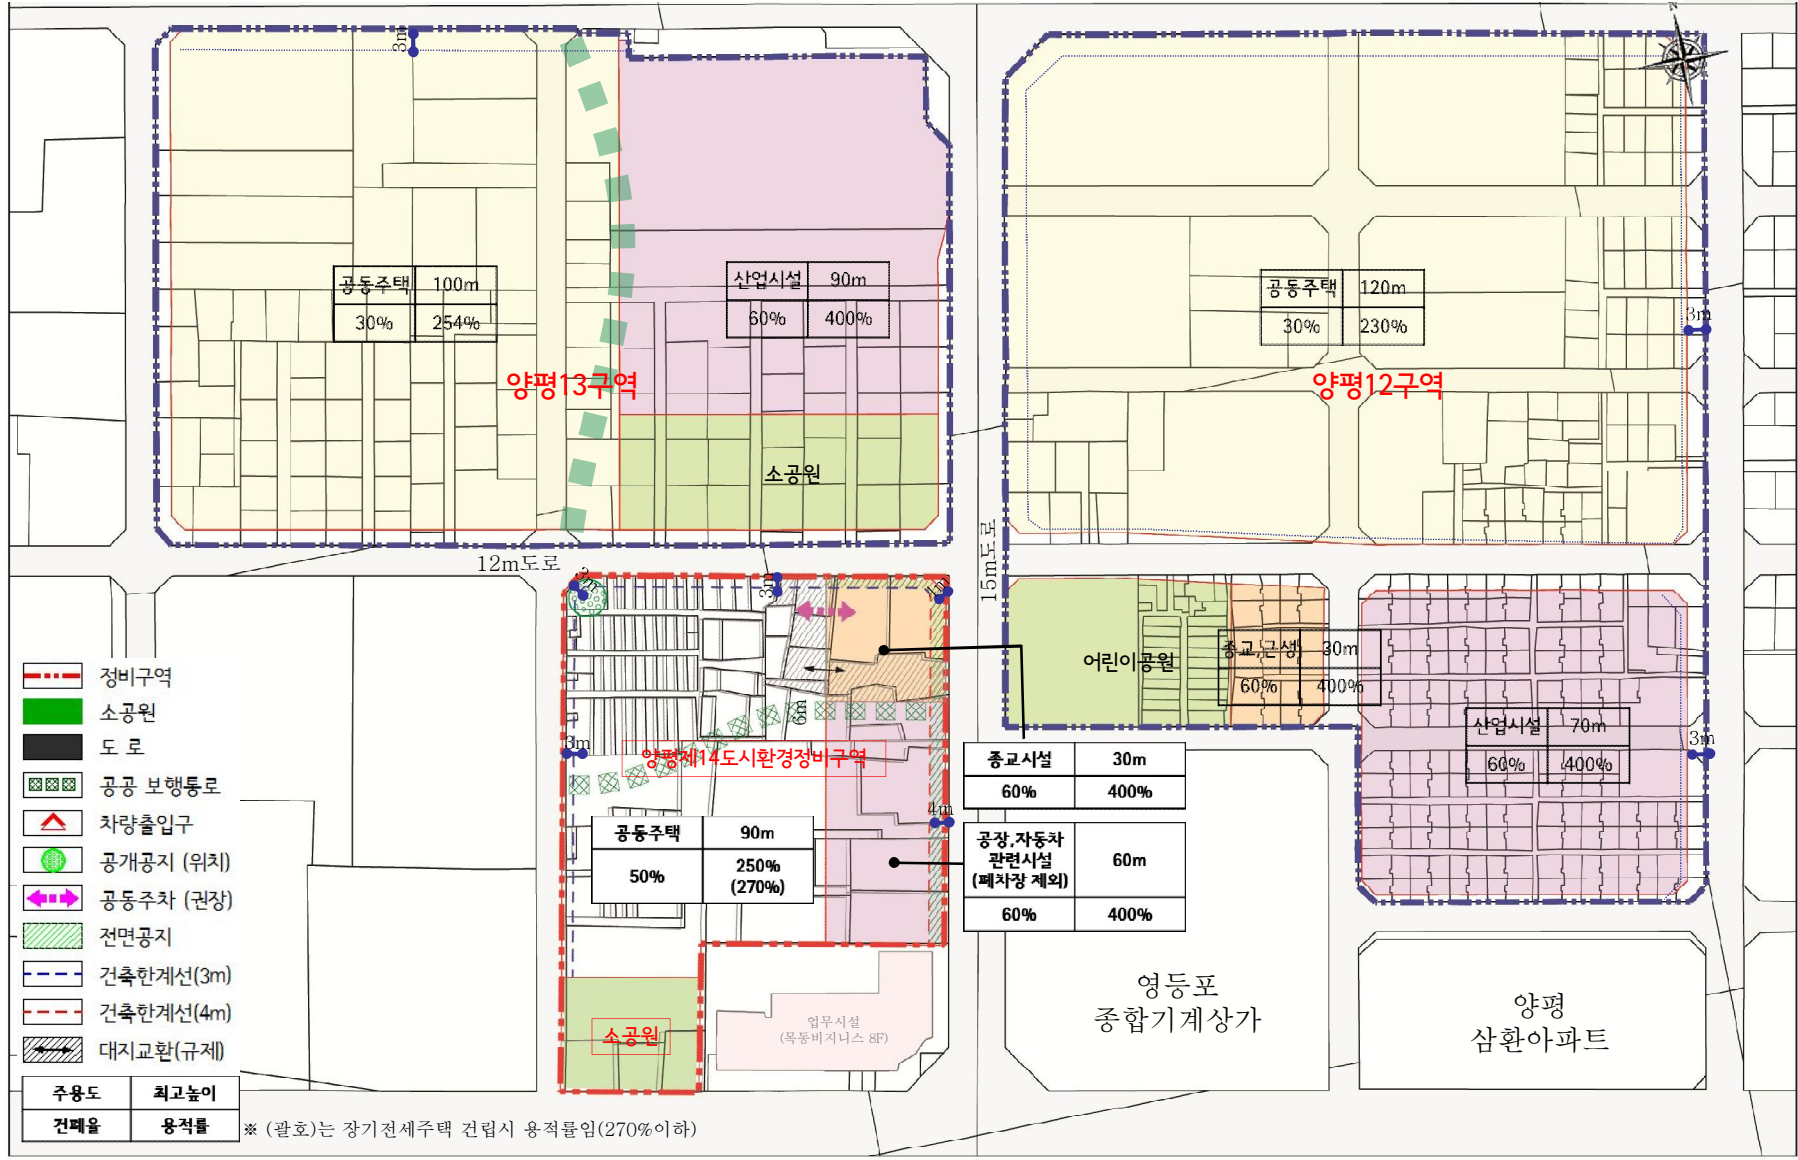 N
3m
공동주택 100m
30% 254%
산업시설 90m
60% 400%
공동주택 120m
30% 230%
3m
양평13구역
양평12구역
소공원
12m도로
15m도로
3m
3m
4m
어린이공원
종교,근생 30m
60% 400%
6m
3m
양평제14도시환경정비구역
산업시설 70m
60% 400%
3m
종교시설 30m
60% 400%
4m
공동주택 90m
50% 250%
(270%)
공장,자동차
관련시설
(폐차장 제외)
60m
60% 400%
소공원
업무시설
(목동비지니스 8F)
영등포
종합기계상가
양평
삼환아파트
정비구역
소공원
도 로
공공 보행통로
차량출입구
공개공지 (위치)
공동주차 (권장)
전면공지
건축한계선(3m)
건축한계선(4m)
대지교환(규제)
주용도 최고높이
건폐율 용적률
※ (괄호)는 장기전세주택 건립시 용적률임(270%이하)